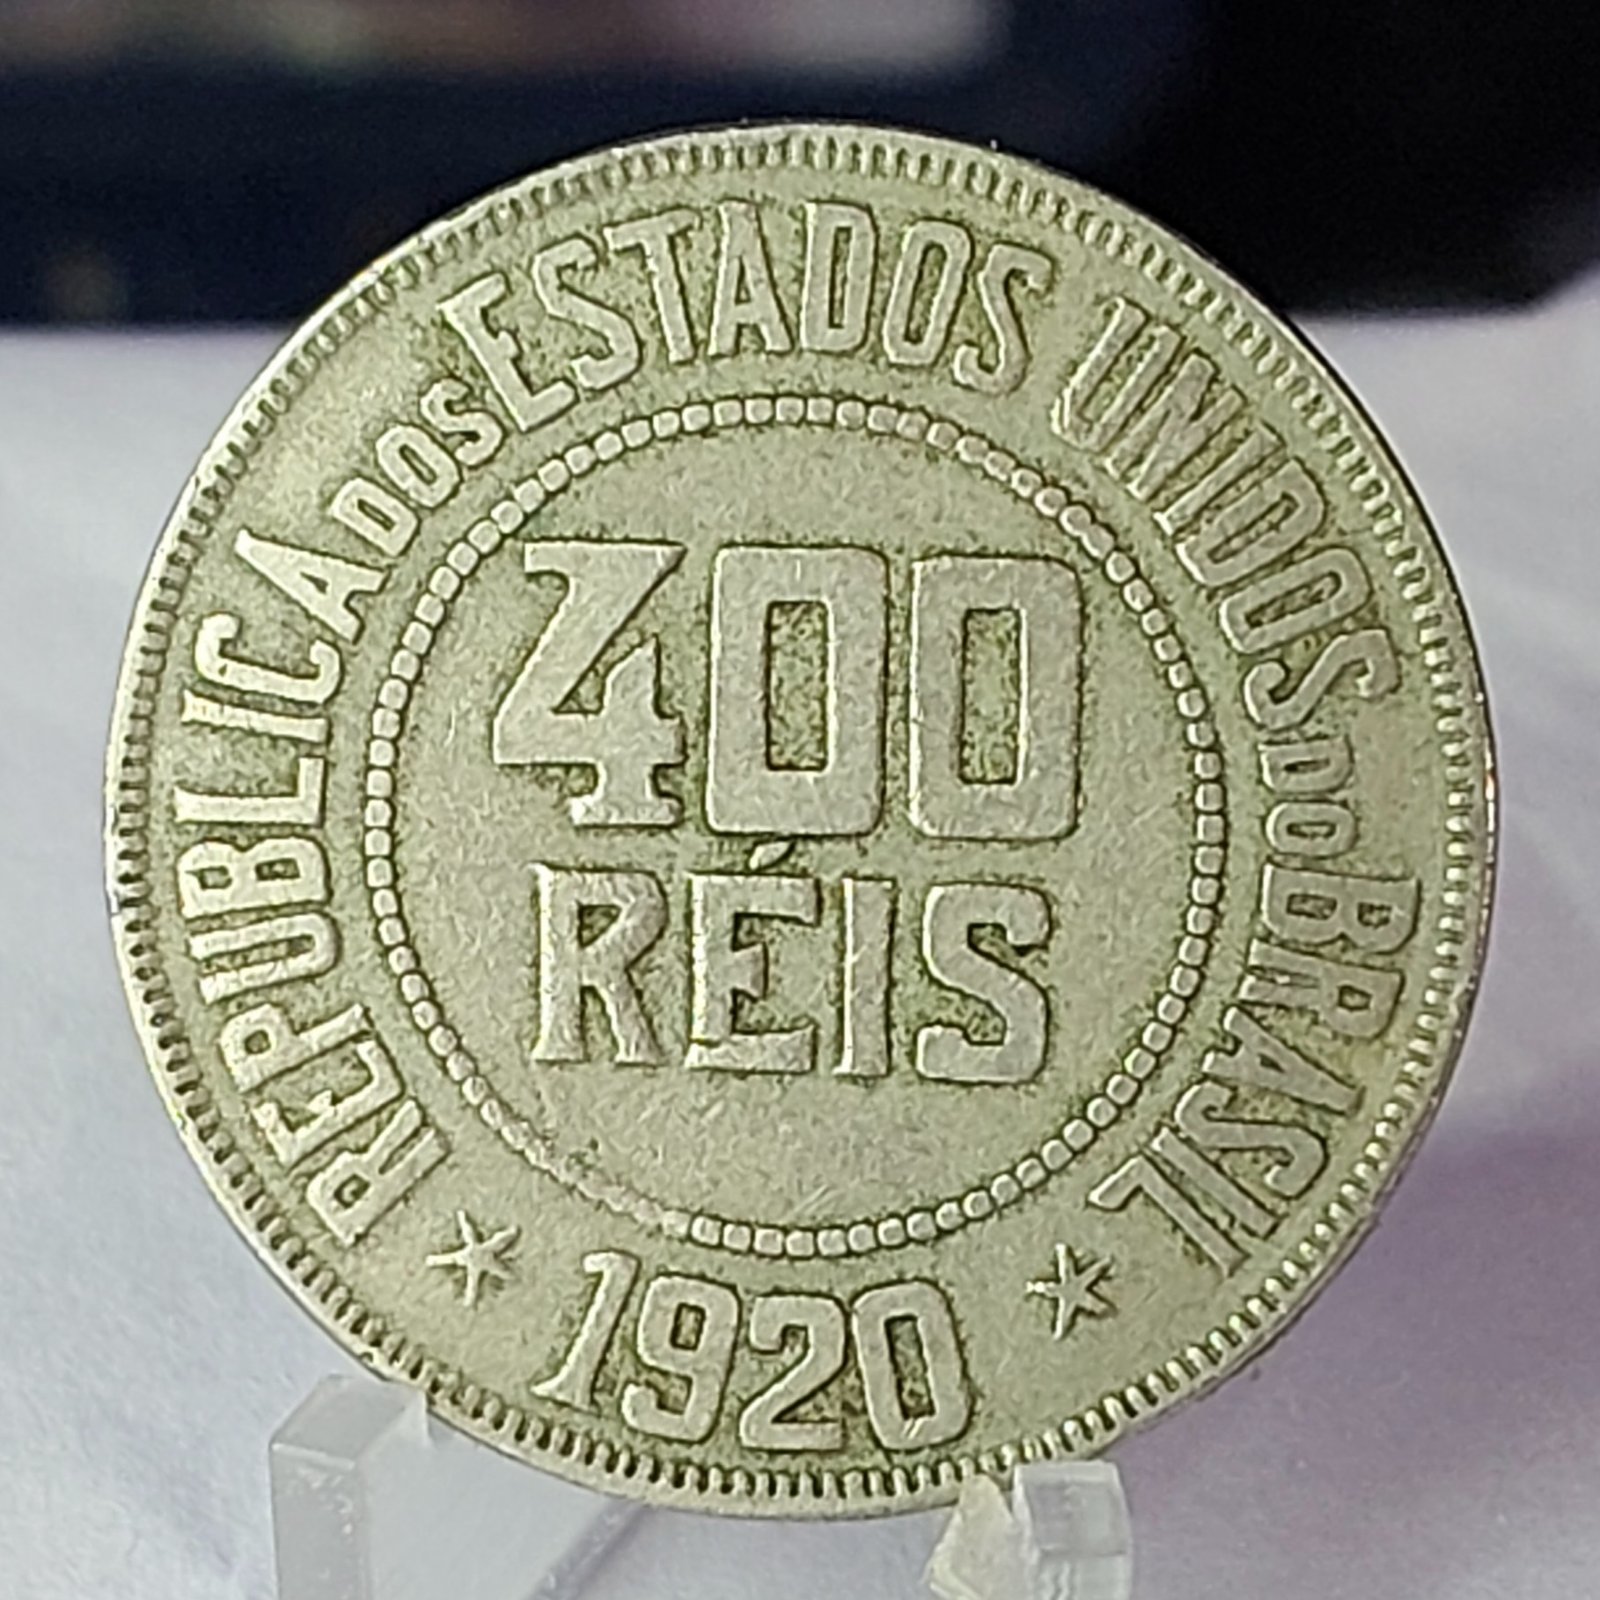 REPUBLICA DOS ESTADOS UNIDOS DO BRASIL
400
RÉIS
1920